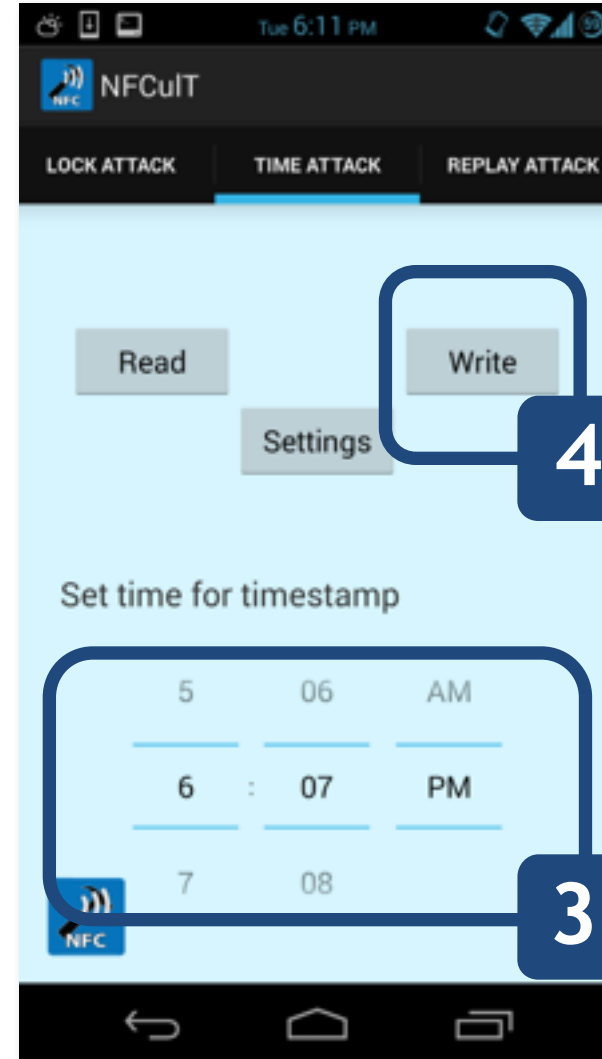 Tue 6:11 PM
NFC NFCulT
LOCK ATTACK TIME ATTACK REPLAY ATTACK
Read Write
Settings
4
Set time for timestamp
5 06 AM
6 : 07 PM
7 08
3
NFC